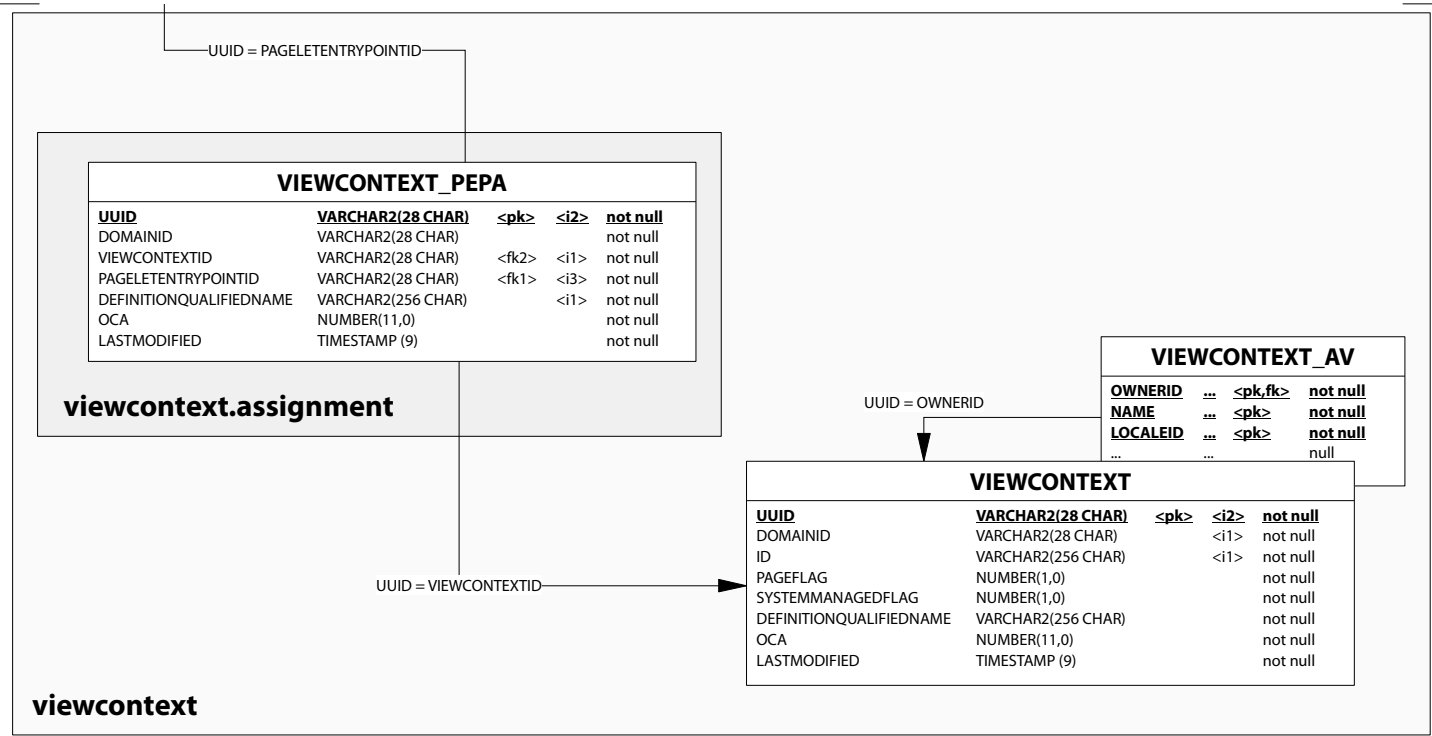 UUID = PAGELETENTRYPOINTID
VIEWCONTEXT_PEPA
UUID VARCHAR2(28 CHAR) <pk> <i2> not null
DOMAINID VARCHAR2(28 CHAR) not null
VIEWCONTEXTID VARCHAR2(28 CHAR) <fk2> <i1> not null
PAGELETENTRYPOINTID VARCHAR2(28 CHAR) <fk1> <i3> not null
DEFINITIONQUALIFIEDNAME VARCHAR2(256 CHAR) <i1> not null
OCA NUMBER(11,0) not null
LASTMODIFIED TIMESTAMP (9) not null
viewcontext.assignment
VIEWCONTEXT_AV
OWNERID ... <pk,fk> not null
NAME ... <pk> not null
LOCALEID ... <pk> not null
... ... null
UUID = OWNERID
VIEWCONTEXT
UUID VARCHAR2(28 CHAR) <pk> <i2> not null
DOMAINID VARCHAR2(28 CHAR) <i1> not null
ID VARCHAR2(256 CHAR) <i1> not null
PAGEFLAG NUMBER(1,0) not null
SYSTEMMANAGEDFLAG NUMBER(1,0) not null
DEFINITIONQUALIFIEDNAME VARCHAR2(256 CHAR) not null
OCA NUMBER(11,0) not null
LASTMODIFIED TIMESTAMP (9) not null
UUID = VIEWCONTEXTID
viewcontext